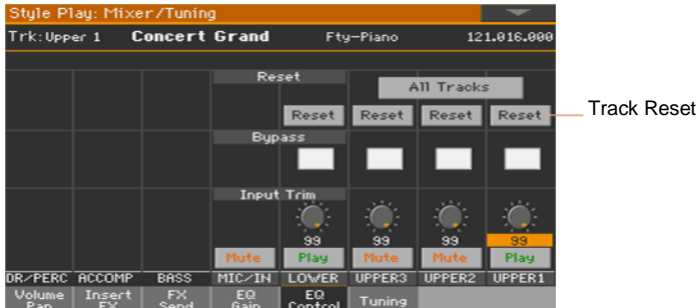 Style Play: Mixer/Tuning
Trk:Upper 1 Concert Grand Fty-Piano 121.016.000
Reset
All Tracks
Reset Reset Reset Reset Track Reset
Bypass
Input Trim
99 99 99 99
Mute Play Mute Mute Play
DR/PERC ACCOMP BASS MIC/IN LOWER UPPER3 UPPER2 UPPER1
Volume Insert FX EQ EQ Tuning
Pan FX Send Gain Control